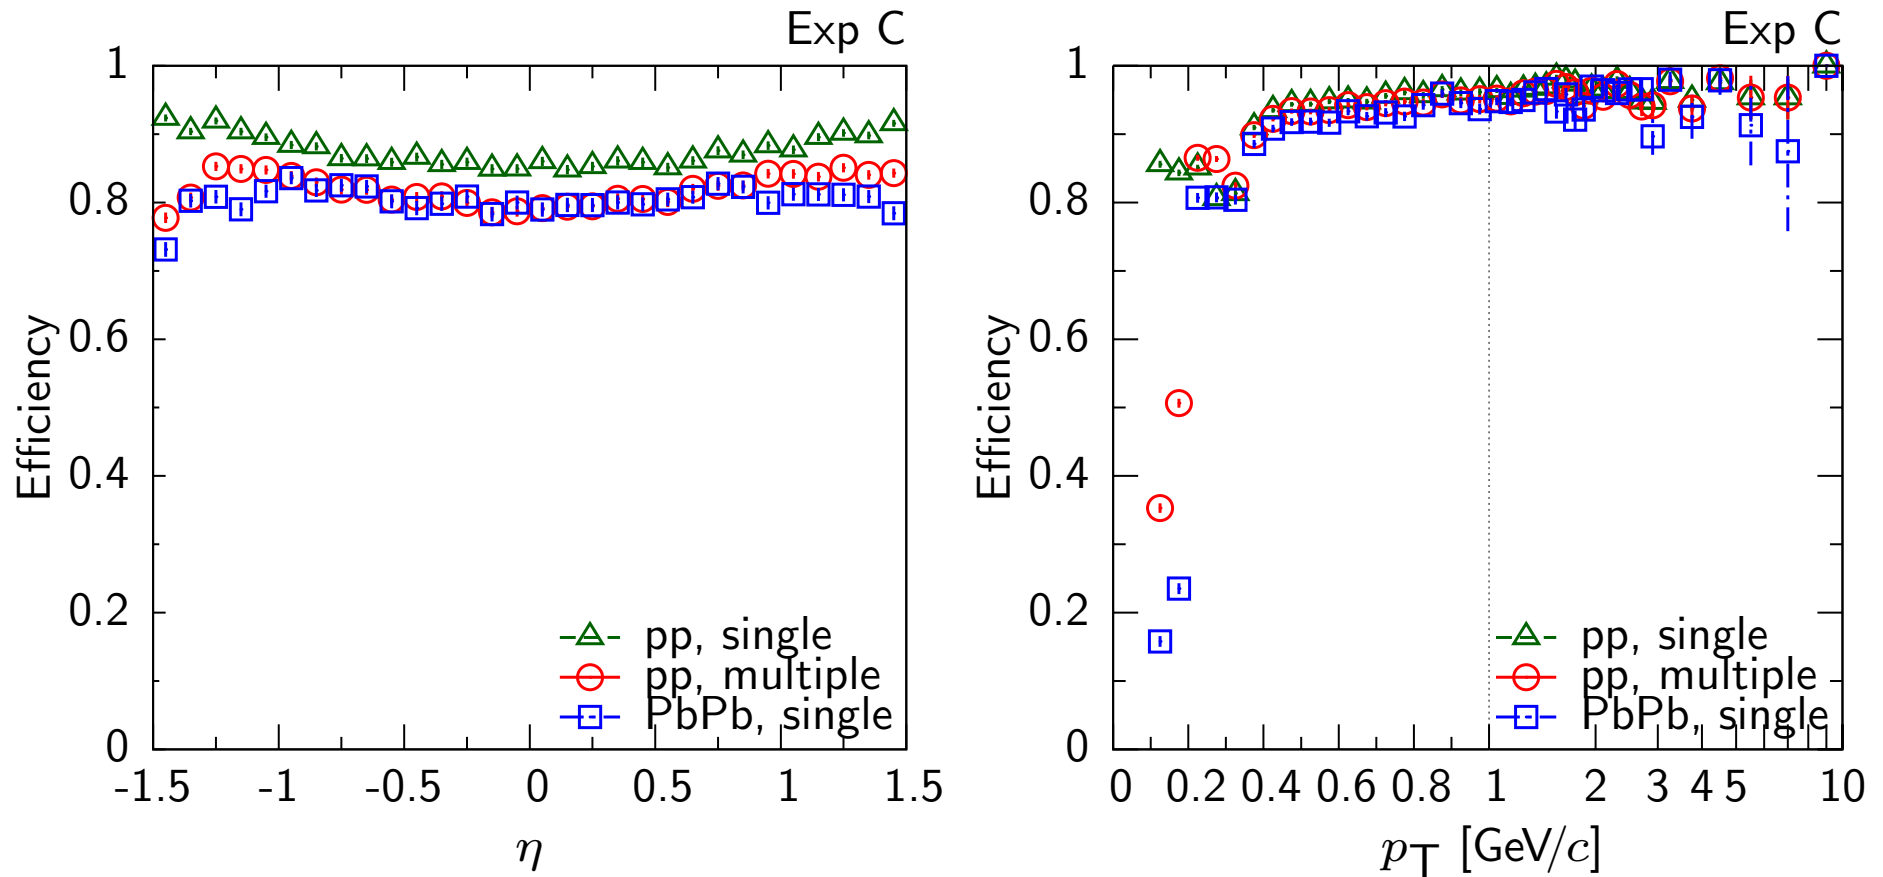 Exp C
1
0.8
0.6
0.4
0.2
0
Efficiency
pp, single
pp, multiple
PbPb, single
-1.5 -1 -0.5 0 0.5 1 1.5
η
Exp C
1
0.8
0.6
0.4
0.2
0
Efficiency
pp, single
pp, multiple
PbPb, single
0 0.2 0.4 0.6 0.8 1 2 3 4 5 10
pT [GeV/c]